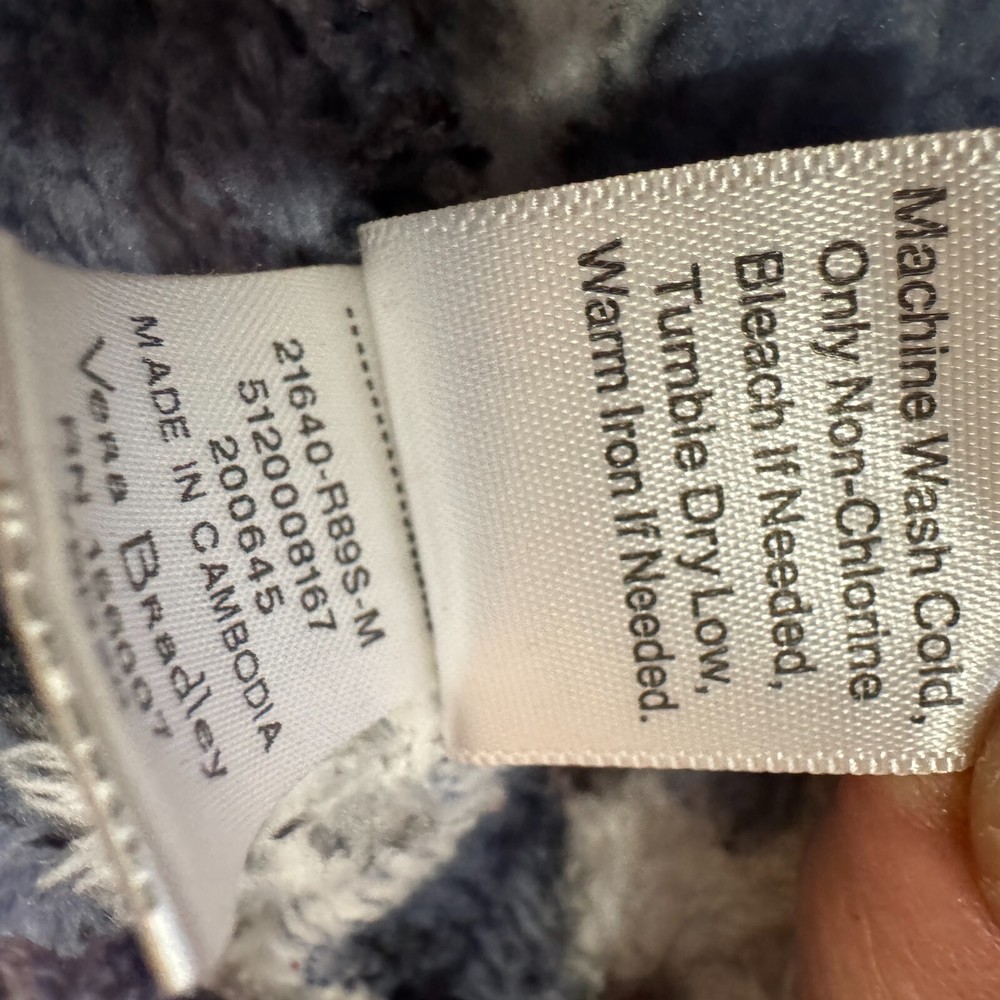 Machine Wash Cold,
Only Non-Chlorine
Bleach If Needed,
Tumble Dry Low,
Warm Iron If Needed.
21640-R89S-M
5120008167
200645
MADE IN CAMBODIA
Vera Bradley